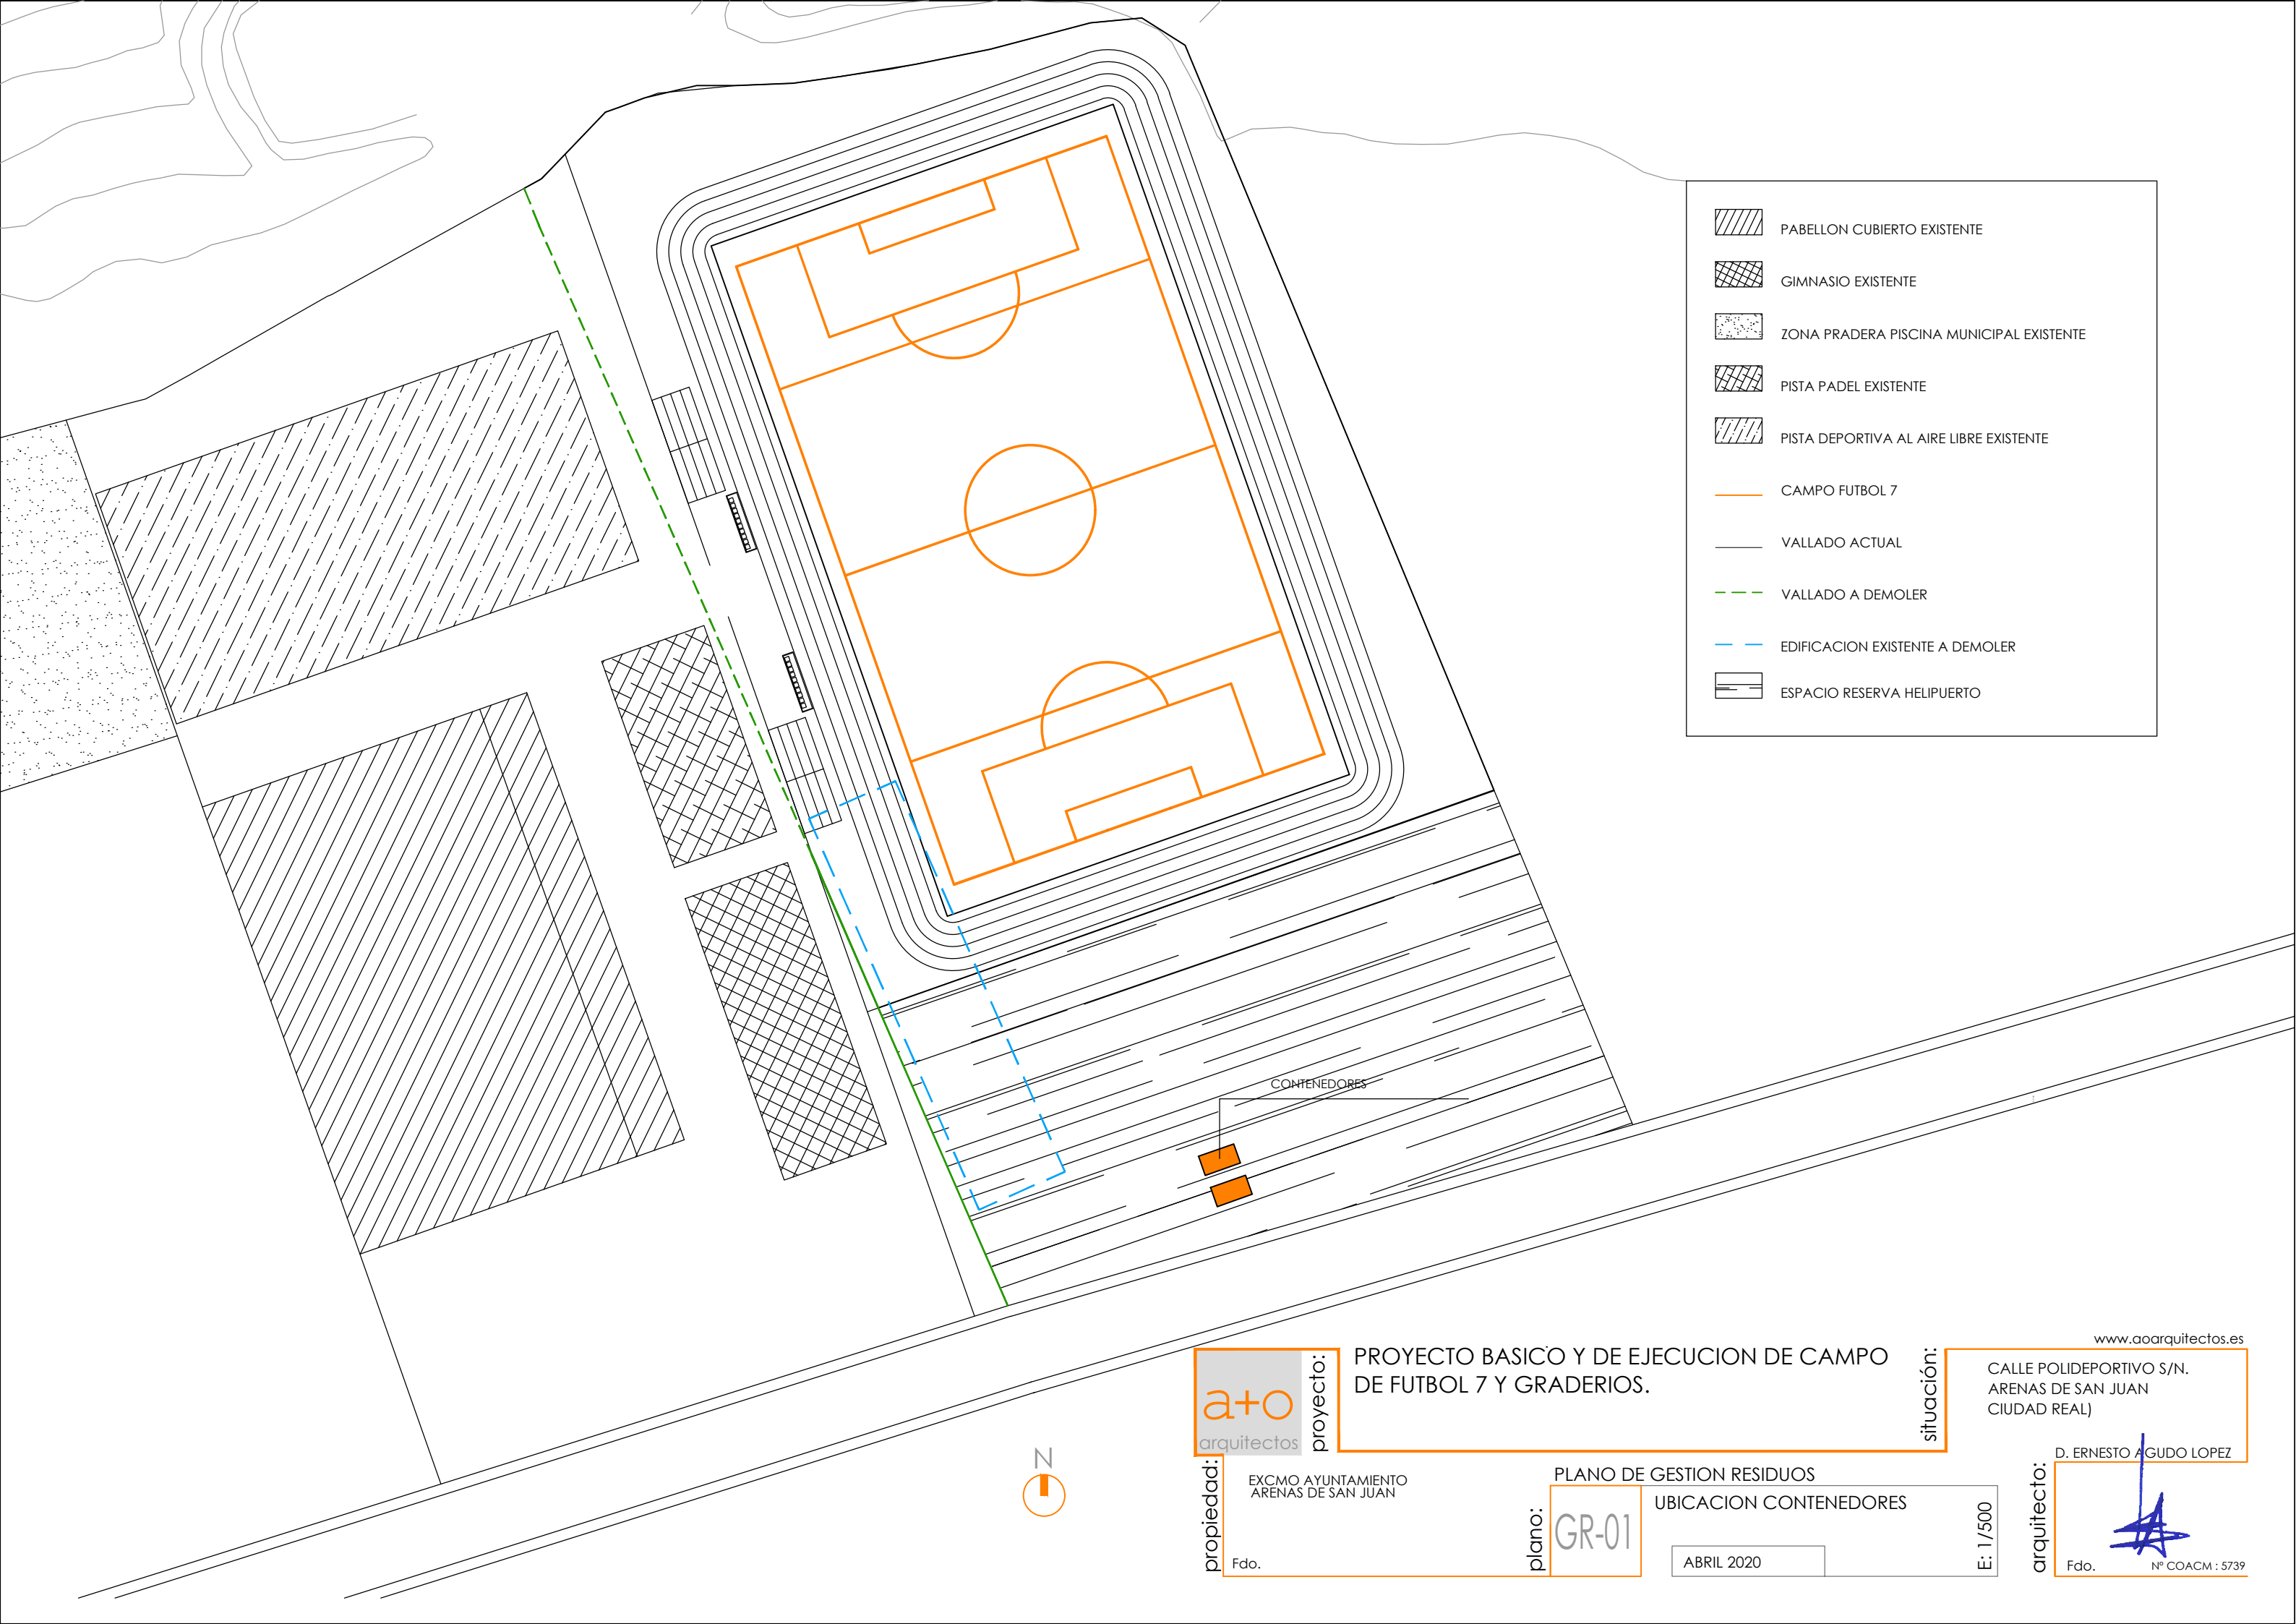 PABELLON CUBIERTO EXISTENTE
GIMNASIO EXISTENTE
ZONA PRADERA PISCINA MUNICIPAL EXISTENTE
PISTA PADEL EXISTENTE
PISTA DEPORTIVA AL AIRE LIBRE EXISTENTE
CAMPO FUTBOL 7
VALLADO ACTUAL
VALLADO A DEMOLER
EDIFICACION EXISTENTE A DEMOLER
ESPACIO RESERVA HELIPUERTO
CONTENEDORES
N
www.aoarquitectos.es
a+o
arquitectos
proyecto:
PROYECTO BASICO Y DE EJECUCION DE CAMPO
DE FUTBOL 7 Y GRADERIOS.
situación:
CALLE POLIDEPORTIVO S/N.
ARENAS DE SAN JUAN
CIUDAD REAL)
propiedad:
EXCMO AYUNTAMIENTO
ARENAS DE SAN JUAN
Fdo.
plano:
PLANO DE GESTION RESIDUOS
GR-01
UBICACION CONTENEDORES
ABRIL 2020
E: 1/500
arquitecto:
D. ERNESTO AGUDO LOPEZ
Fdo.
Nº COACM : 5739